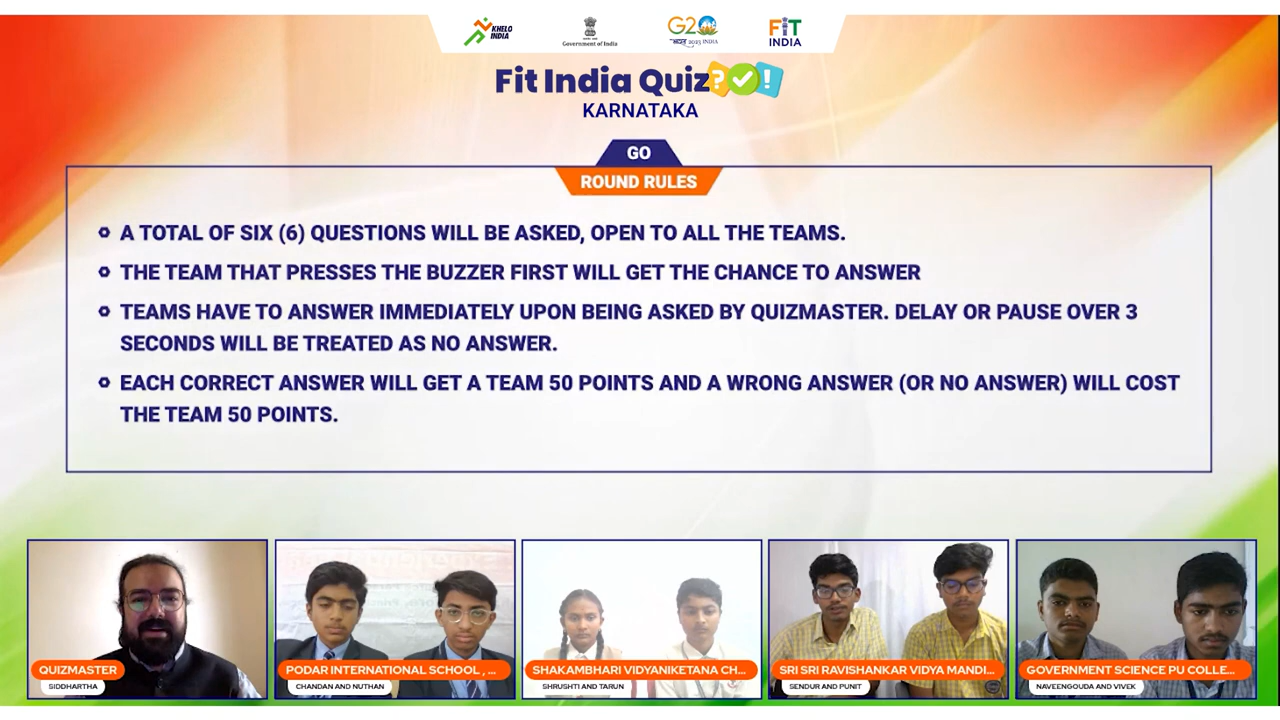 KHELO
INDIA
Government of India
G20
2023 INDIA
FIT
INDIA
Fit India Quiz?!
KARNATAKA
GO
ROUND RULES
A TOTAL OF SIX (6) QUESTIONS WILL BE ASKED, OPEN TO ALL THE TEAMS.
THE TEAM THAT PRESSES THE BUZZER FIRST WILL GET THE CHANCE TO ANSWER
TEAMS HAVE TO ANSWER IMMEDIATELY UPON BEING ASKED BY QUIZMASTER. DELAY OR PAUSE OVER 3
SECONDS WILL BE TREATED AS NO ANSWER.
EACH CORRECT ANSWER WILL GET A TEAM 50 POINTS AND A WRONG ANSWER (OR NO ANSWER) WILL COST
THE TEAM 50 POINTS.
QUIZMASTER
SIDDHARTHA
PODAR INTERNATIONAL SCHOOL , ...
CHANDAN AND NUTHAN
SHAKAMBHARI VIDYANIKETANA CH...
SHRUSHTI AND TARUN
SRI SRI RAVISHANKAR VIDYA MANDI...
SENDUR AND PUNIT
GOVERNMENT SCIENCE PU COLLE...
NAVEENGOUDA AND VIVEK